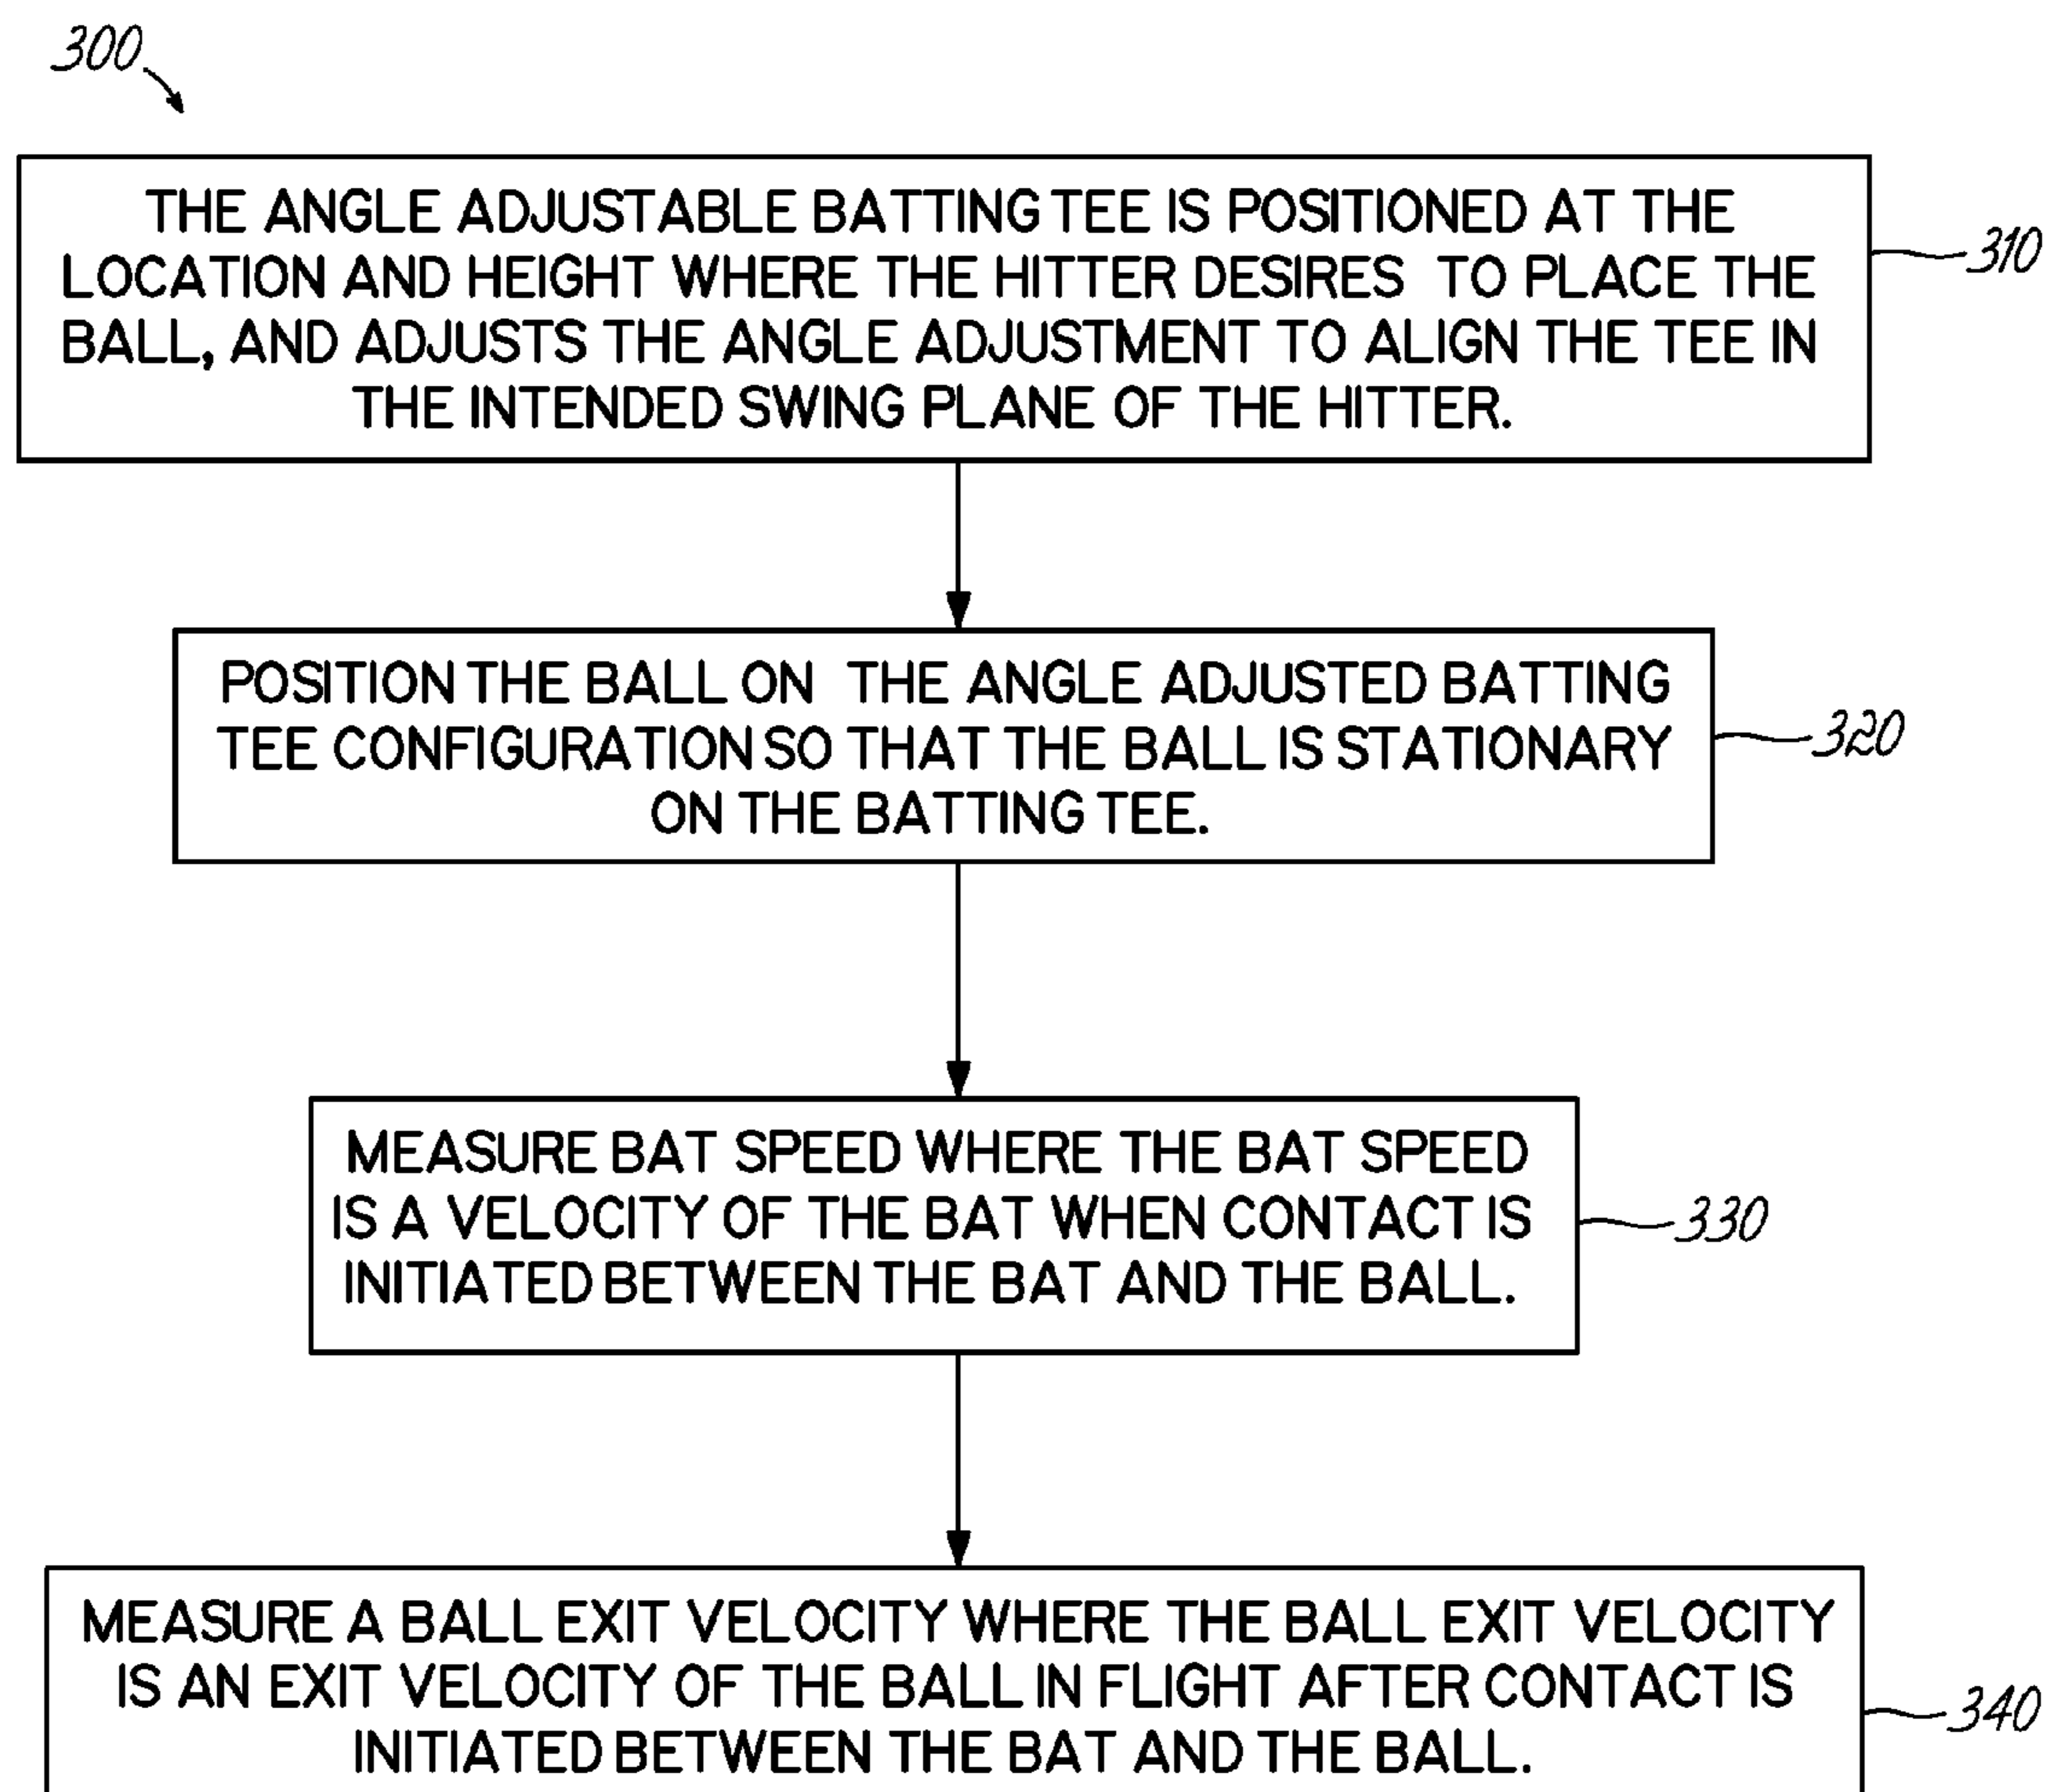 300
THE ANGLE ADJUSTABLE BATTING TEE IS POSITIONED AT THE
LOCATION AND HEIGHT WHERE THE HITTER DESIRES TO PLACE THE
BALL, AND ADJUSTS THE ANGLE ADJUSTMENT TO ALIGN THE TEE IN
THE INTENDED SWING PLANE OF THE HITTER.
310
POSITION THE BALL ON THE ANGLE ADJUSTED BATTING
TEE CONFIGURATION SO THAT THE BALL IS STATIONARY
ON THE BATTING TEE.
320
MEASURE BAT SPEED WHERE THE BAT SPEED
IS A VELOCITY OF THE BAT WHEN CONTACT IS
INITIATED BETWEEN THE BAT AND THE BALL.
330
MEASURE A BALL EXIT VELOCITY WHERE THE BALL EXIT VELOCITY
IS AN EXIT VELOCITY OF THE BALL IN FLIGHT AFTER CONTACT IS
INITIATED BETWEEN THE BAT AND THE BALL.
340